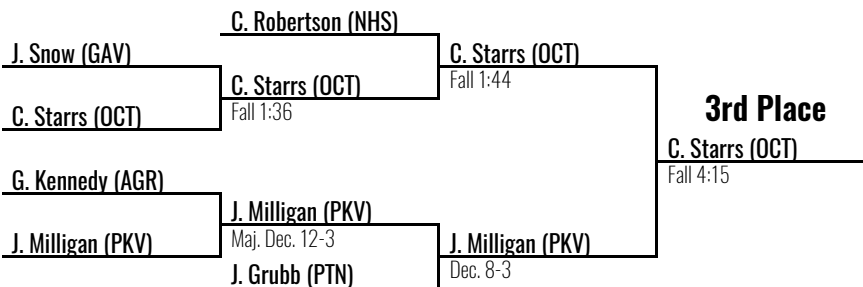 C. Robertson (NHS)
J. Snow (GAV)
C. Starrs (OCT)
Fall 1:44
C. Starrs (OCT)
Fall 1:36
C. Starrs (OCT)
3rd Place
C. Starrs (OCT)
Fall 4:15
G. Kennedy (AGR)
J. Milligan (PKV)
Maj. Dec. 12-3
J. Milligan (PKV)
J. Milligan (PKV)
Dec. 8-3
J. Grubb (PTN)